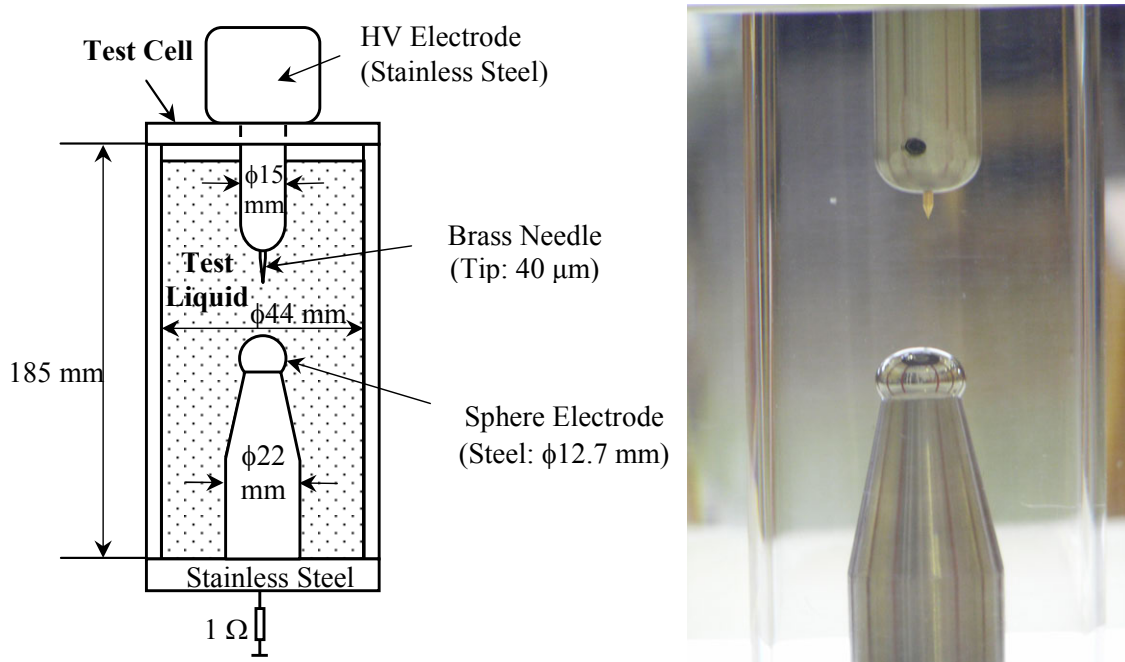 Test Cell
HV Electrode
(Stainless Steel)
ϕ15
mm
Brass Needle
(Tip: 40 μm)
Test
Liquid
ϕ44 mm
185 mm
Sphere Electrode
(Steel: ϕ12.7 mm)
ϕ22
mm
Stainless Steel
1 Ω